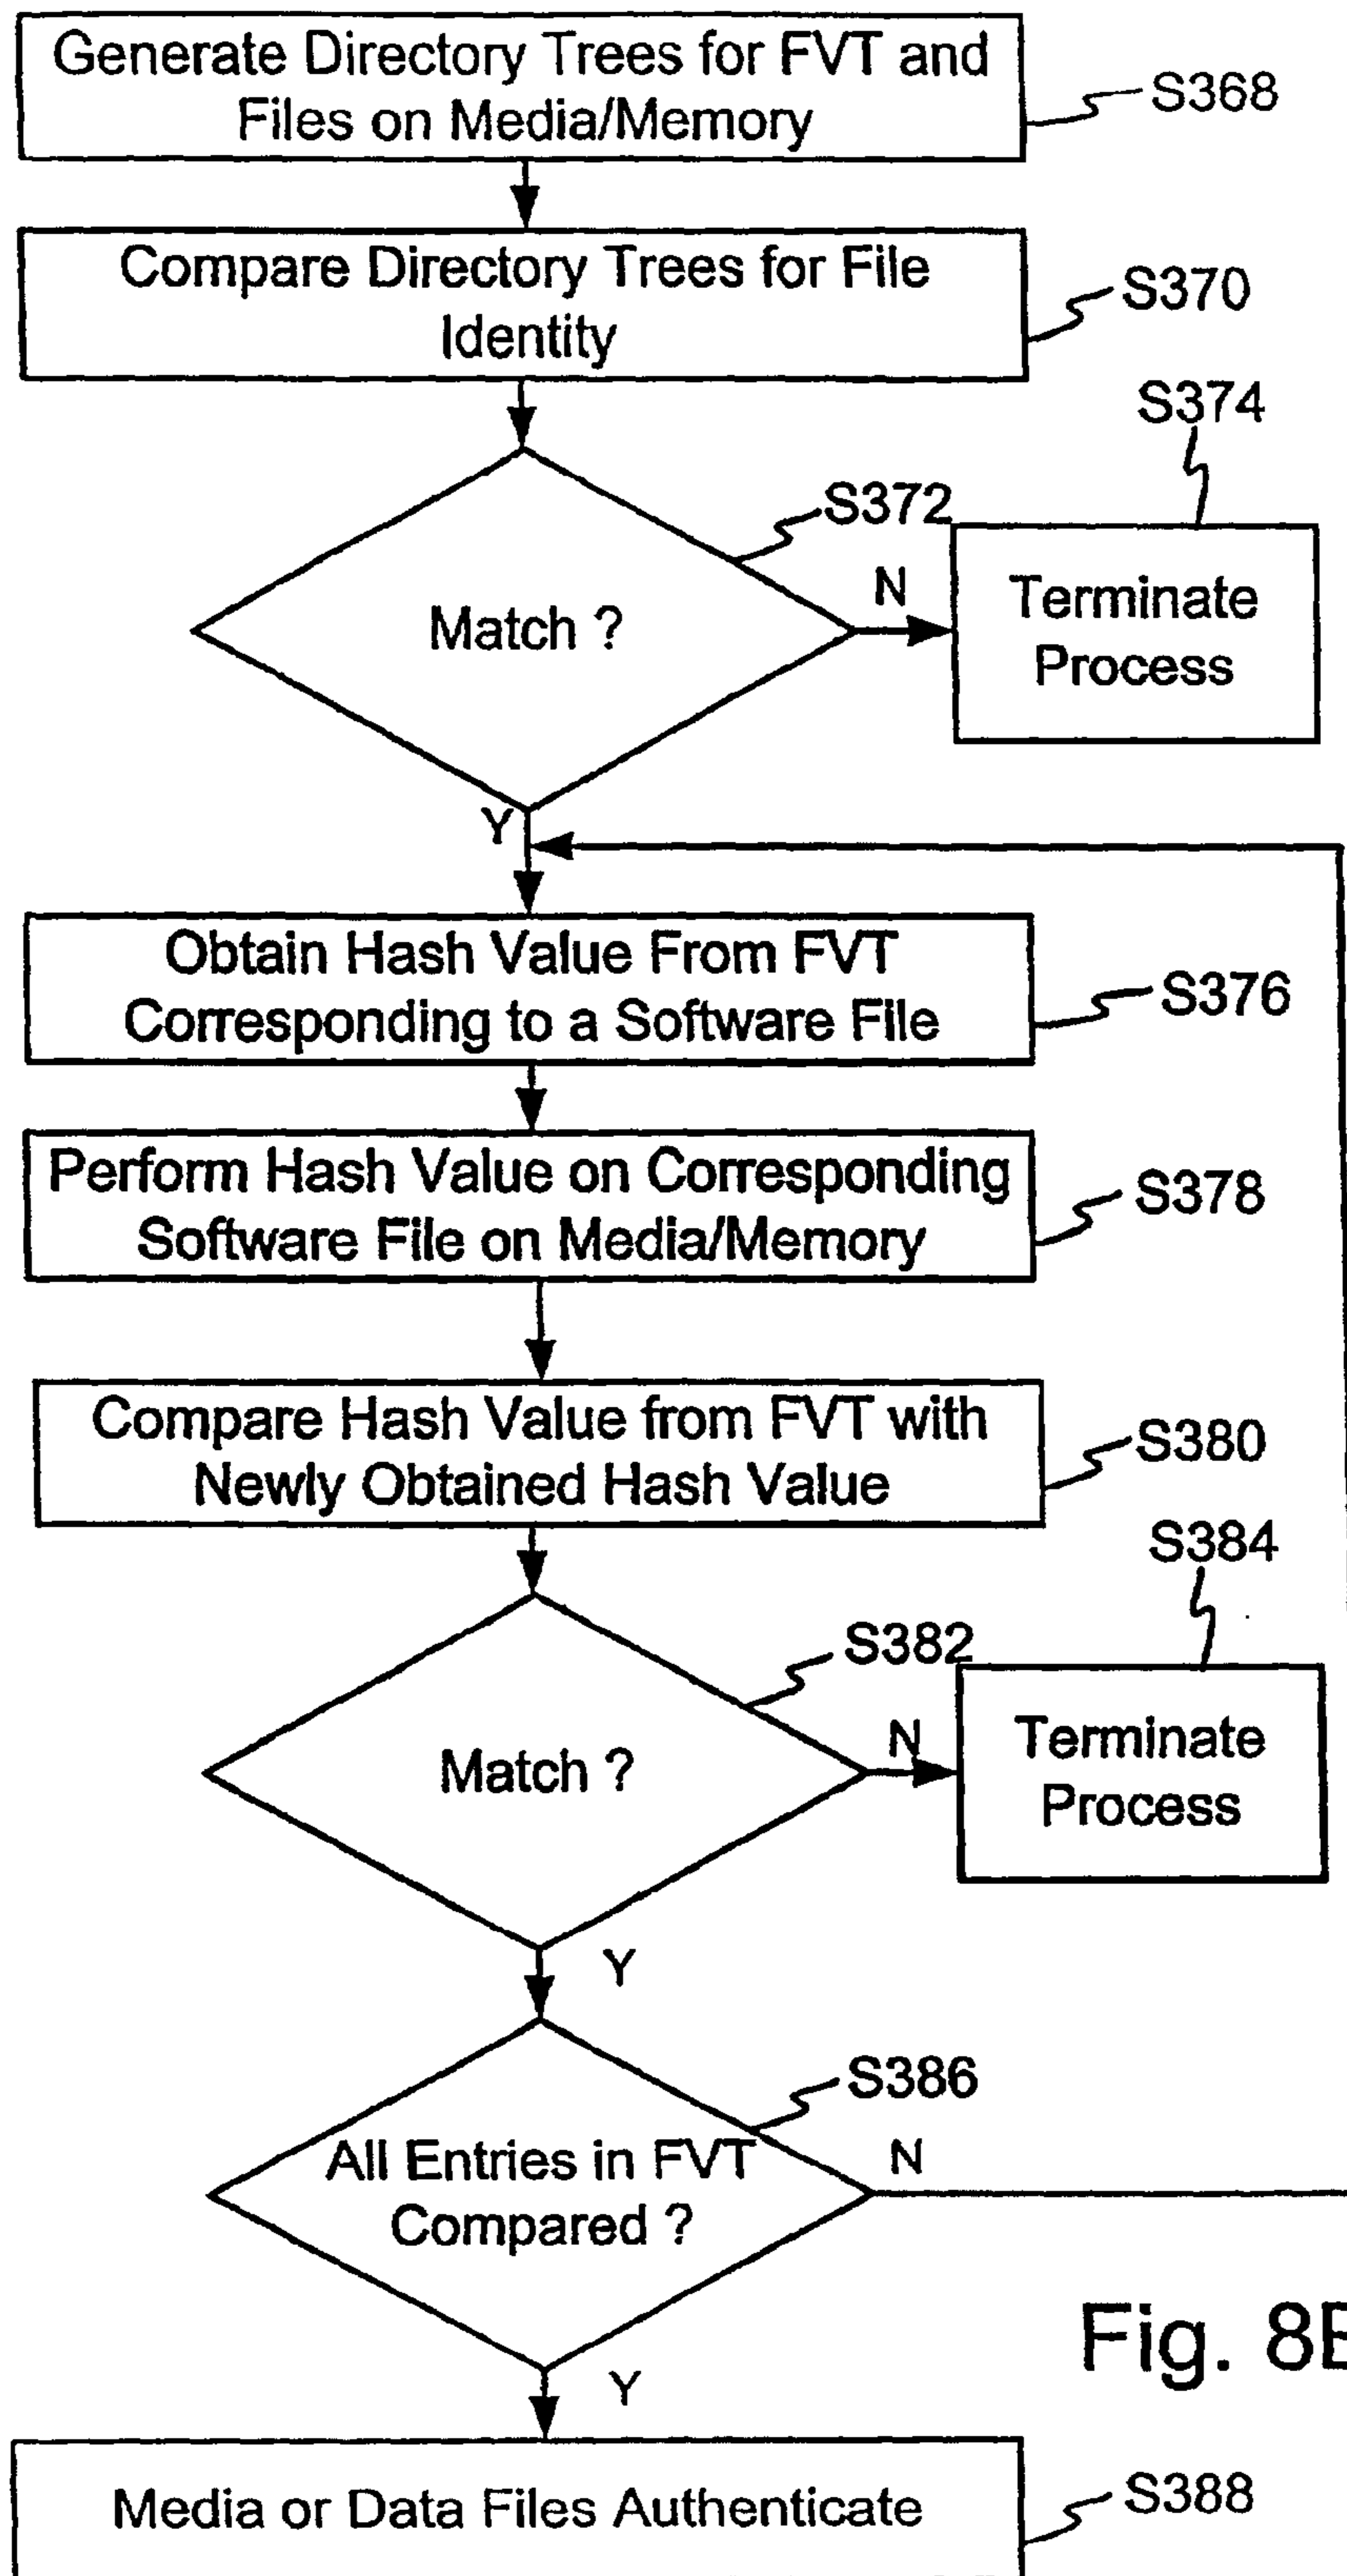 Generate Directory Trees for FVT and
Files on Media/Memory
S368
Compare Directory Trees for File
Identity
S370
S374
S372
Match ?
N
Terminate
Process
Y
Obtain Hash Value From FVT
Corresponding to a Software File
S376
Perform Hash Value on Corresponding
Software File on Media/Memory
S378
Compare Hash Value from FVT with
Newly Obtained Hash Value
S380
S384
S382
Match ?
N
Terminate
Process
Y
S386
All Entries in FVT
Compared ?
N
Fig. 8B
Y
Media or Data Files Authenticate
S388